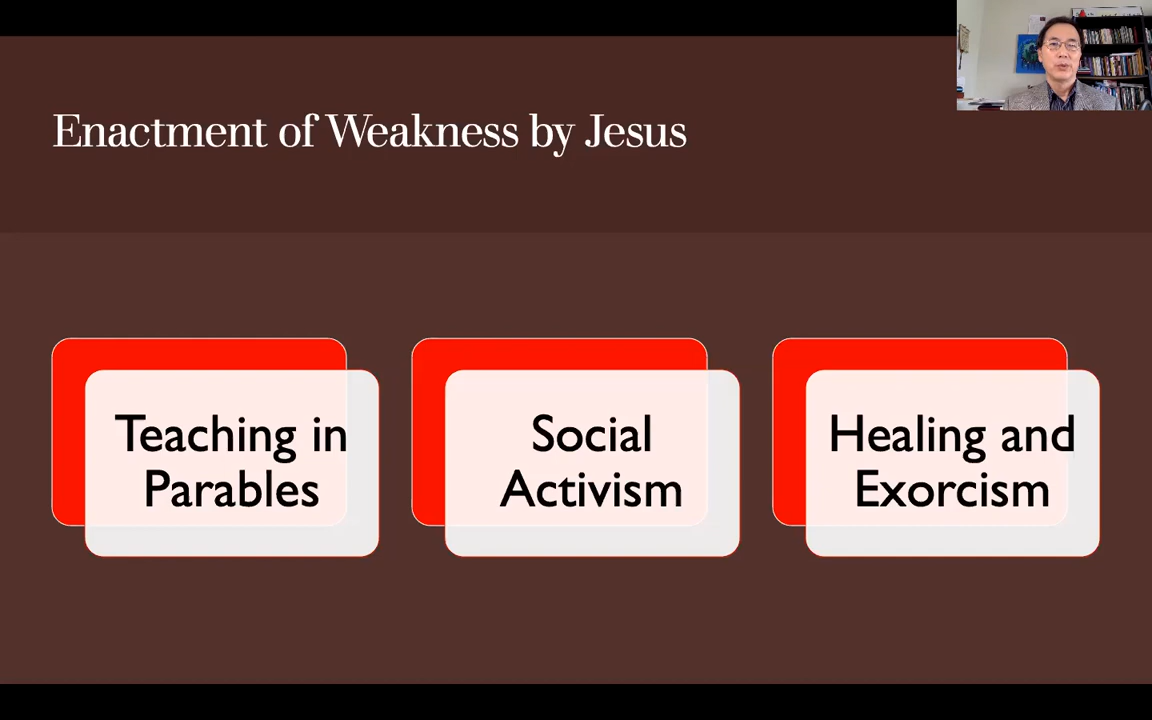 Enactment of Weakness by Jesus
Teaching in
Parables
Social
Activism
Healing and
Exorcism